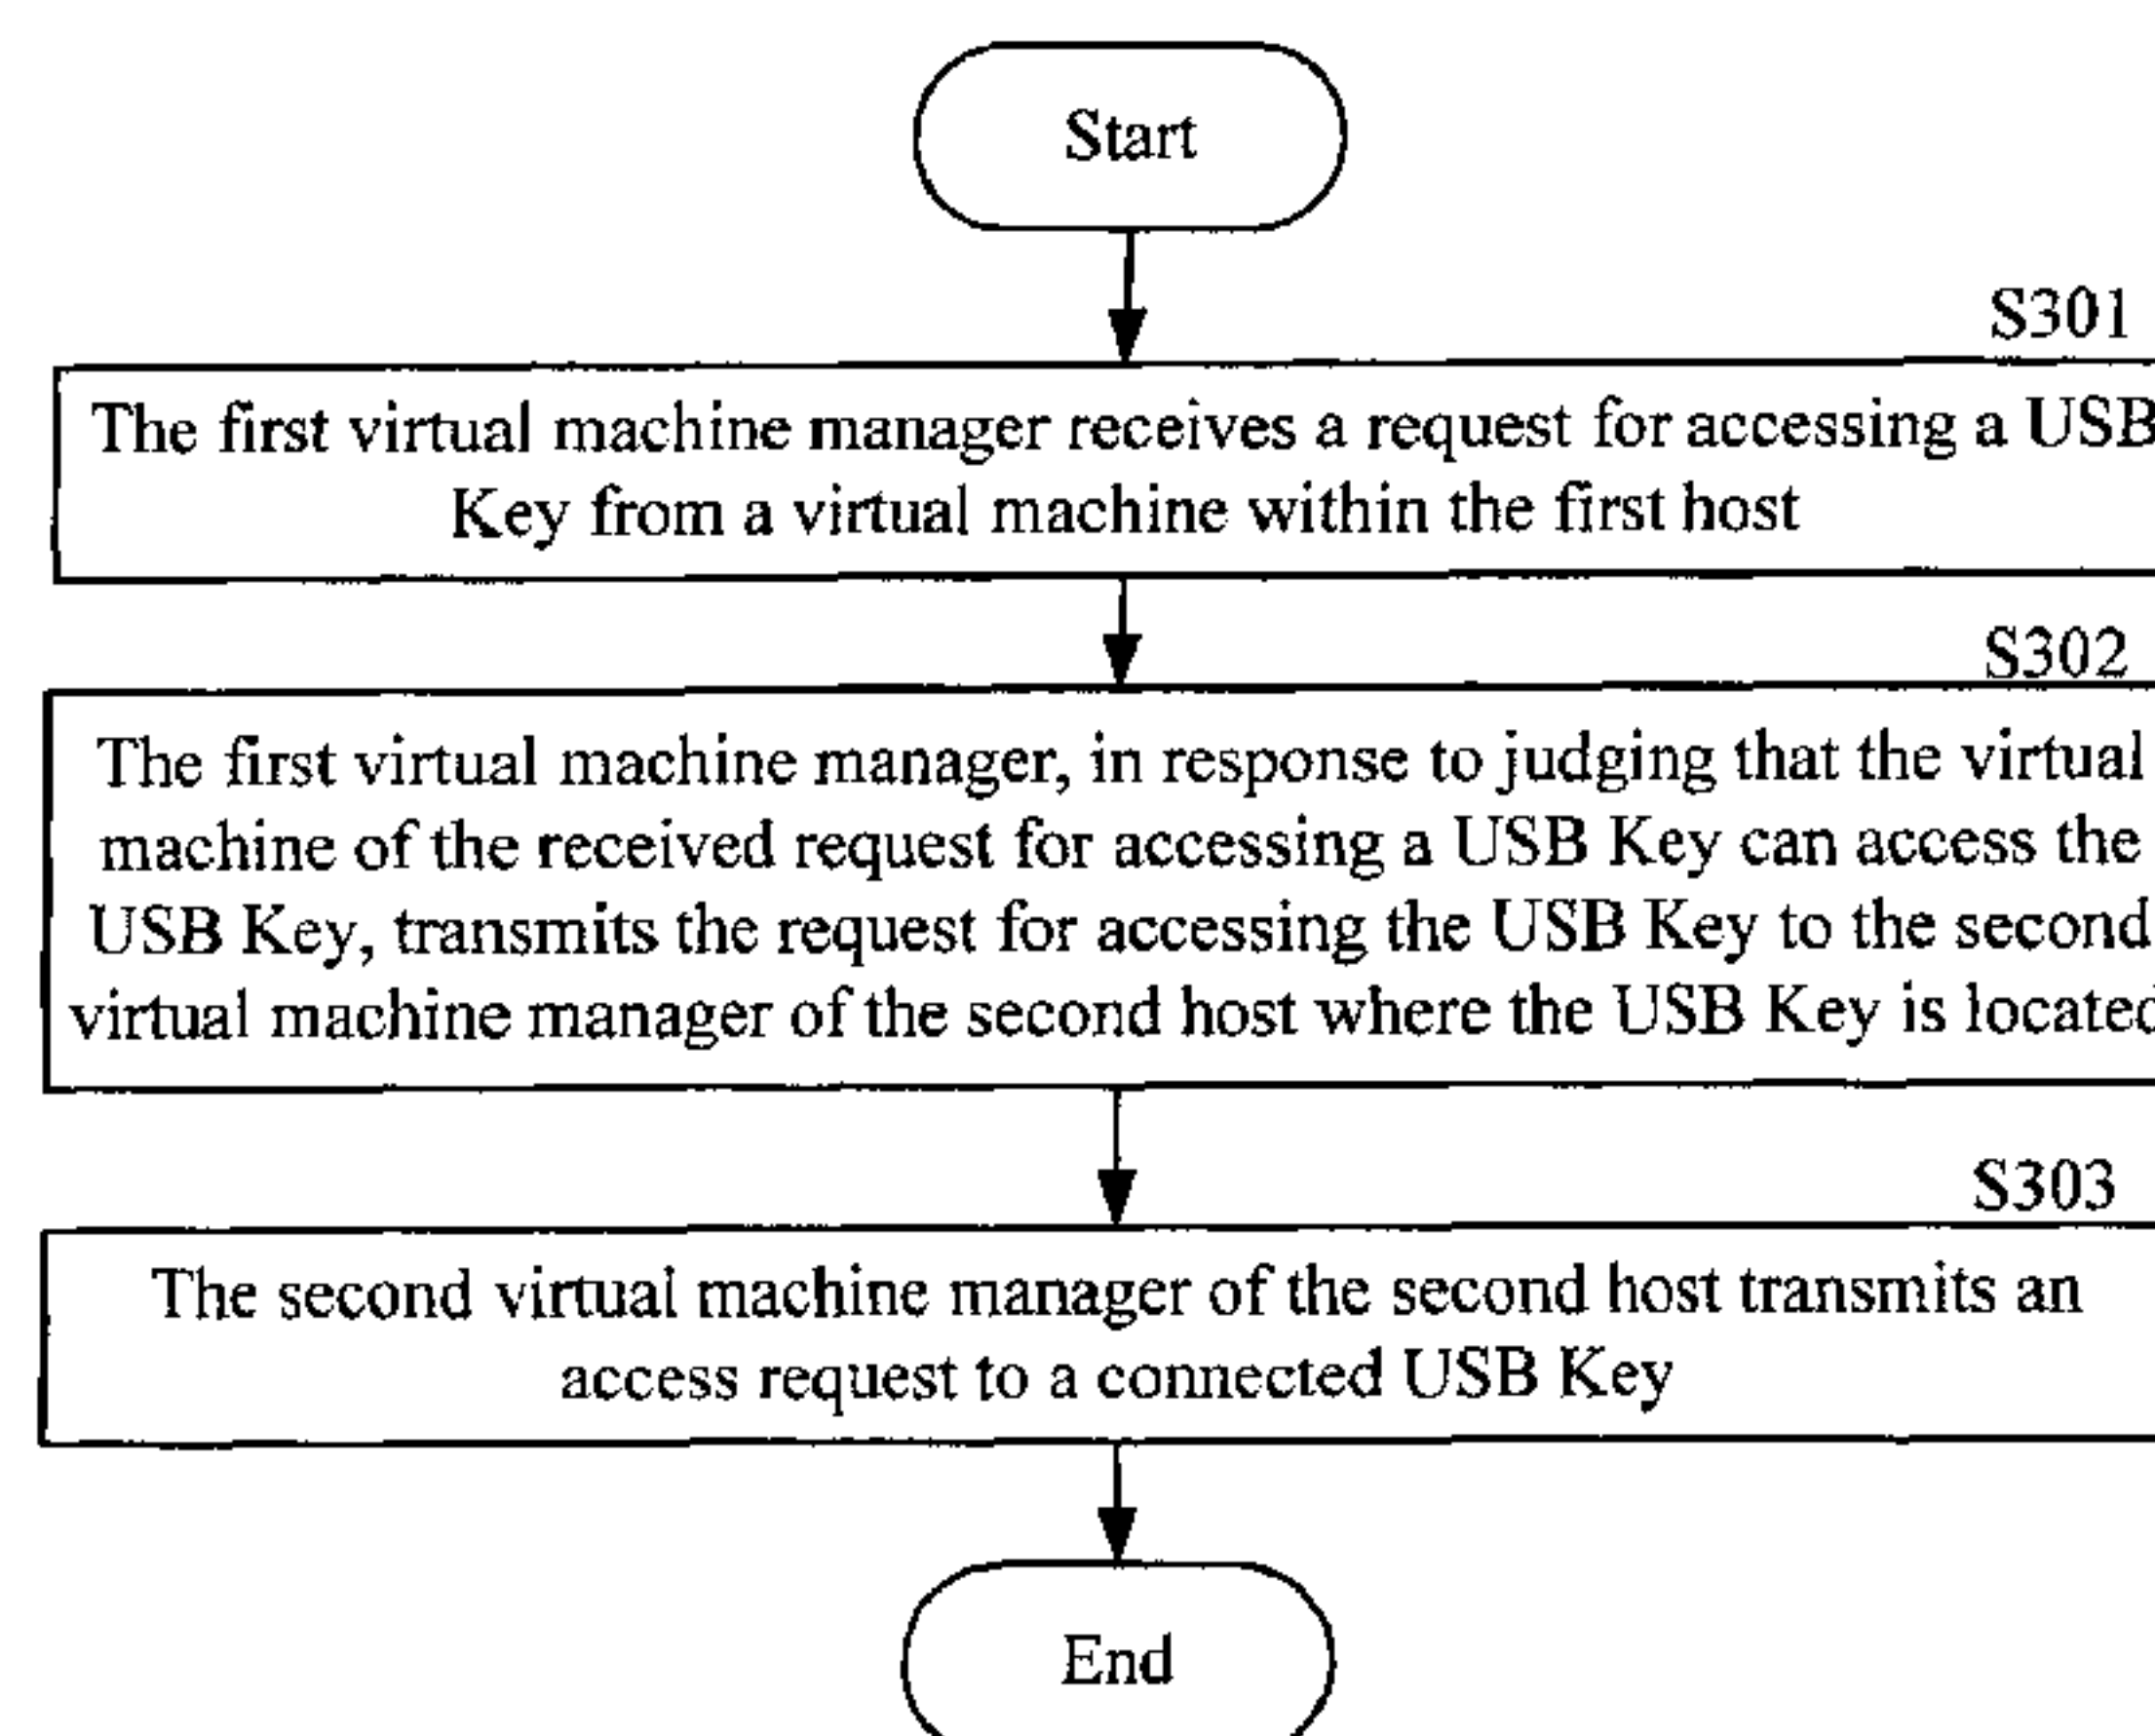 Start
S301
The first virtual machine manager receives a request for accessing a USB
Key from a virtual machine within the first host
S302
The first virtual machine manager, in response to judging that the virtual
machine of the received request for accessing a USB Key can access the
USB Key, transmits the request for accessing the USB Key to the second
virtual machine manager of the second host where the USB Key is located
S303
The second virtual machine manager of the second host transmits an
access request to a connected USB Key
End